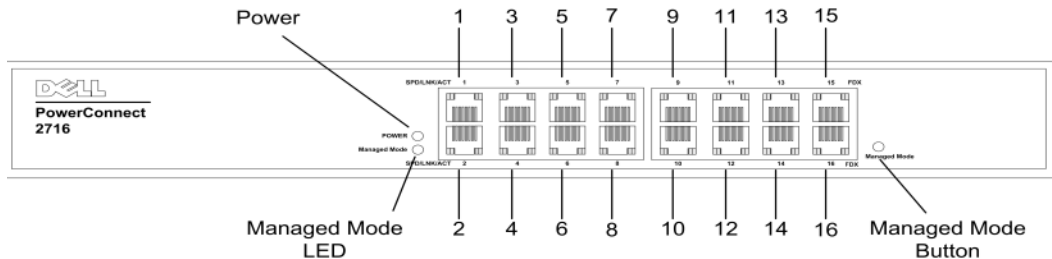 Power 1 3 5 7 9 11 13 15
DELL
SPD/LNK/ACT 1 3 5 7 9 11 13 15 FDX
PowerConnect
2716
POWER
Managed Mode
SPD/LNK/ACT 2 4 6 8 10 12 14 16 FDX
Managed Mode
Managed Mode
LED
2 4 6 8 10 12 14 16
Managed Mode
Button